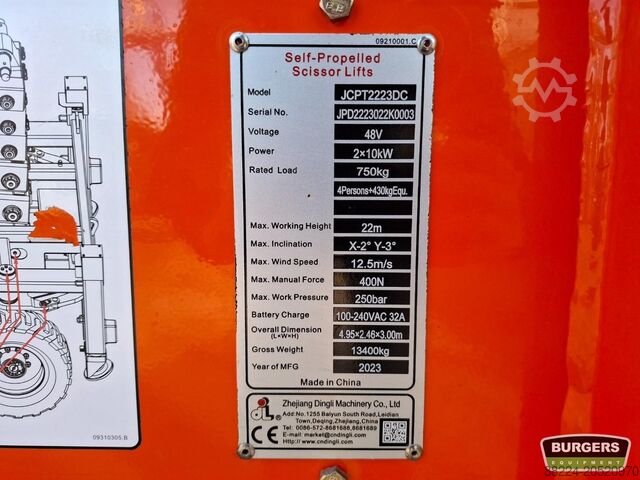 09210001.C
Self-Propelled
Scissor Lifts
Model JCPT2223DC
Serial No. JPD2223022K0003
Voltage 48V
Power 2×10kW
Rated Load 750kg
4Persons+430kgEqu.
Max. Working Height 22m
Max. Inclination X-2° Y-3°
Max. Wind Speed 12.5m/s
Max. Manual Force 400N
Max. Work Pressure 250bar
Battery Charge 100-240VAC 32A
Overall Dimension (L×W×H) 4.95×2.46×3.00m
Gross Weight 13400kg
Year of MFG 2023
Made in China
Zhejiang Dingli Machinery Co., Ltd
Add:No.1255 Baiyun South Road,Leidian
Town,Deqing,Zhejiang,China
Tel: 0086-572-8681688,8681689
E-mail: market@cndingli.com
Http://www.cndingli.com
CE
09310305.B
BURGERS
EQUIPMENT